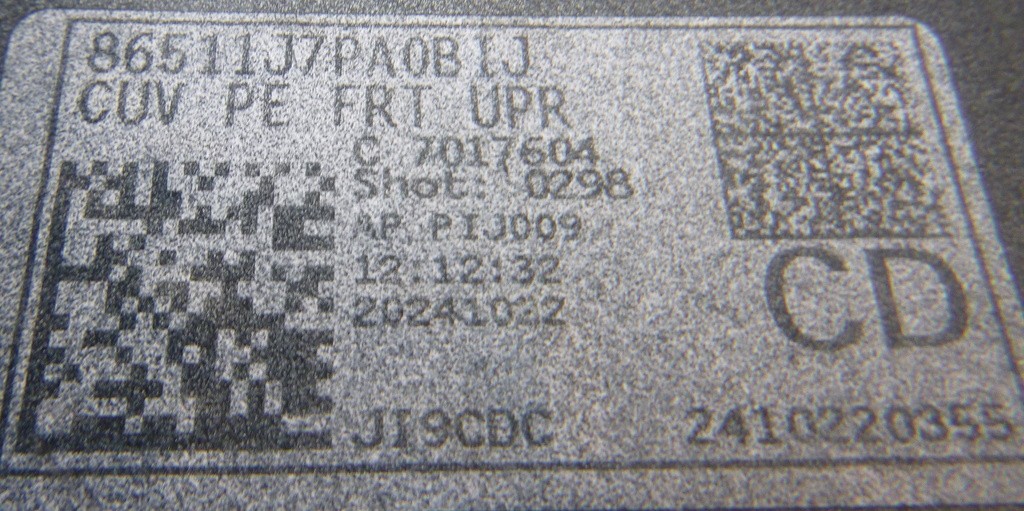 86511J7PA0BIJ
CUV PE FRT UPR
C 7017604
Shot: 0298
AP PIJ009
12:12:32
20241022
CD
JI9CDC
2410220355